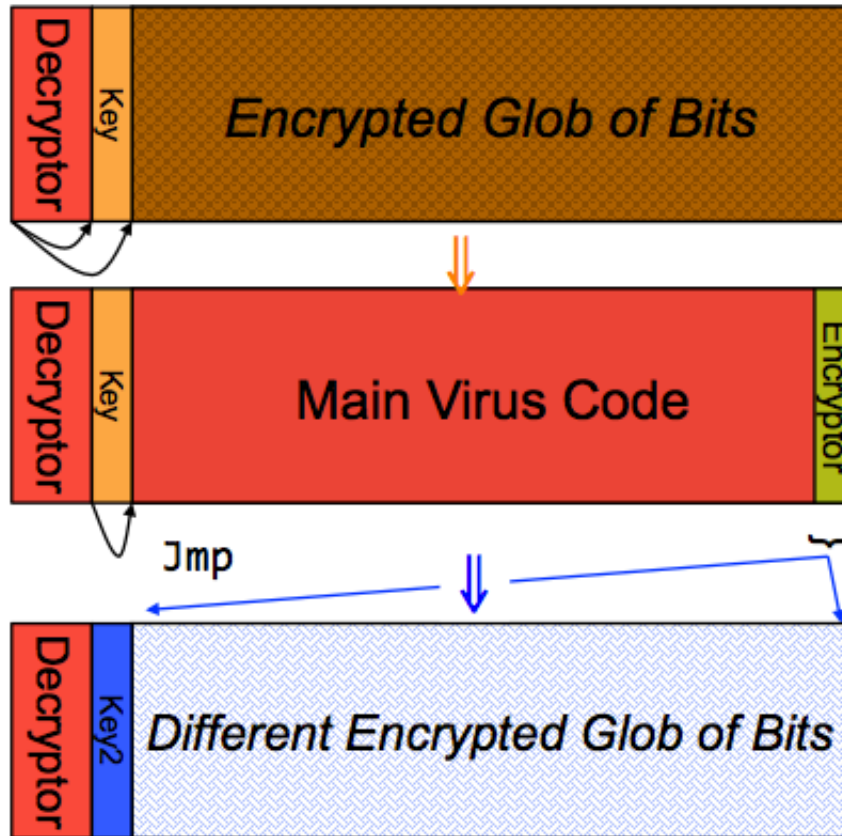 Decryptor
Key
Encrypted Glob of Bits
Decryptor
Key
Main Virus Code
Encryptor
Jmp
}
Decryptor
Key2
Different Encrypted Glob of Bits